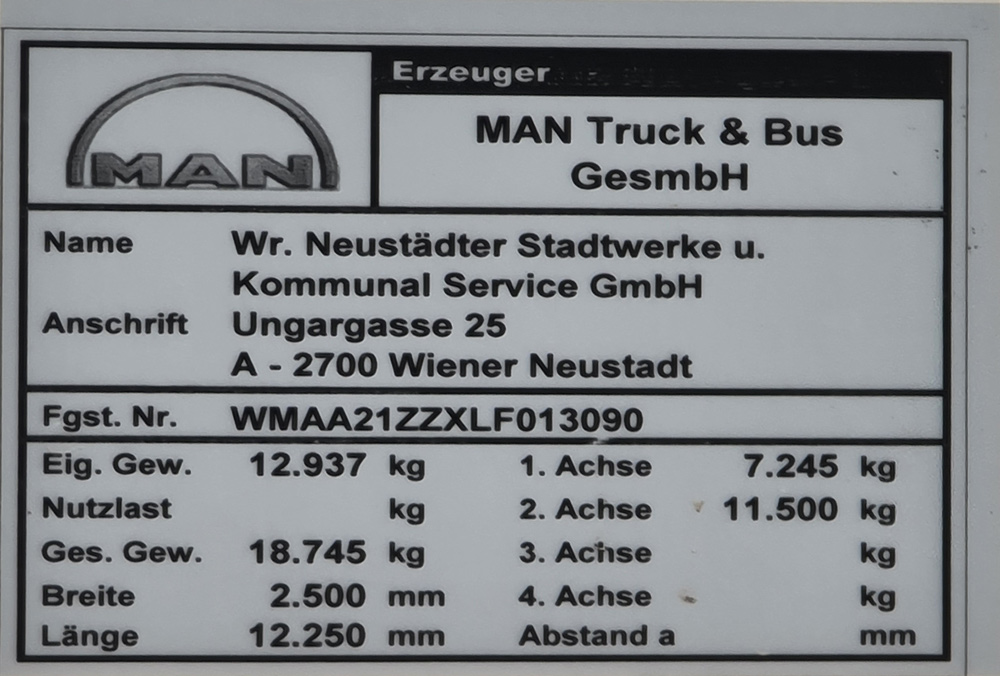 MAN
Erzeuger
MAN Truck & Bus
GesmbH
Name Wr. Neustädter Stadtwerke u.
Kommunal Service GmbH
Anschrift Ungargasse 25
A - 2700 Wiener Neustadt
Fgst. Nr. WMAA21ZZXLF013090
Eig. Gew. 12.937 kg 1. Achse 7.245 kg
Nutzlast kg 2. Achse 11.500 kg
Ges. Gew. 18.745 kg 3. Achse kg
Breite 2.500 mm 4. Achse kg
Länge 12.250 mm Abstand a mm